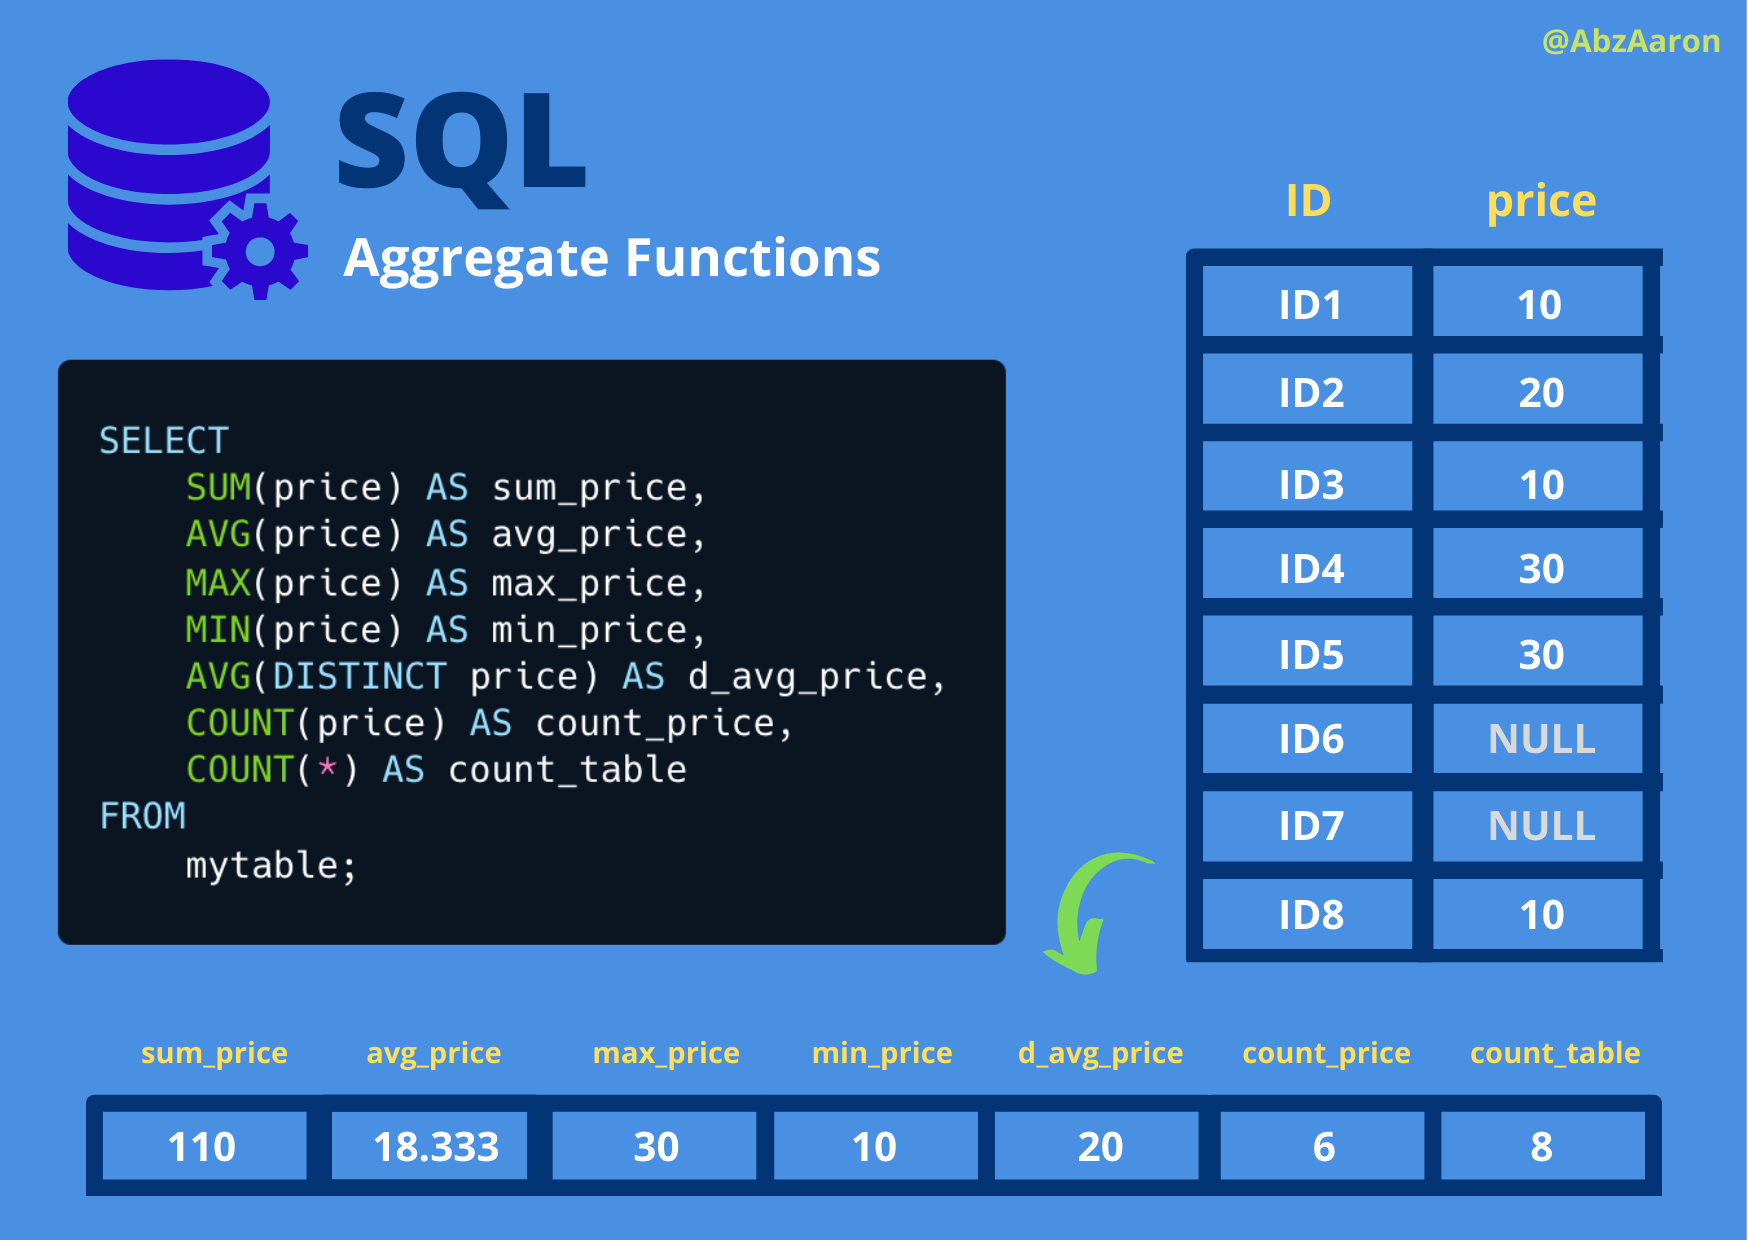 @AbzAaron
SQL
Aggregate Functions
SELECT
SUM(price) AS sum_price,
AVG(price) AS avg_price,
MAX(price) AS max_price,
MIN(price) AS min_price,
AVG(DISTINCT price) AS d_avg_price,
COUNT(price) AS count_price,
COUNT(*) AS count_table
FROM
mytable;
ID price
ID1 10
ID2 20
ID3 10
ID4 30
ID5 30
ID6 NULL
ID7 NULL
ID8 10
sum_price avg_price max_price min_price d_avg_price count_price count_table
110 18.333 30 10 20 6 8